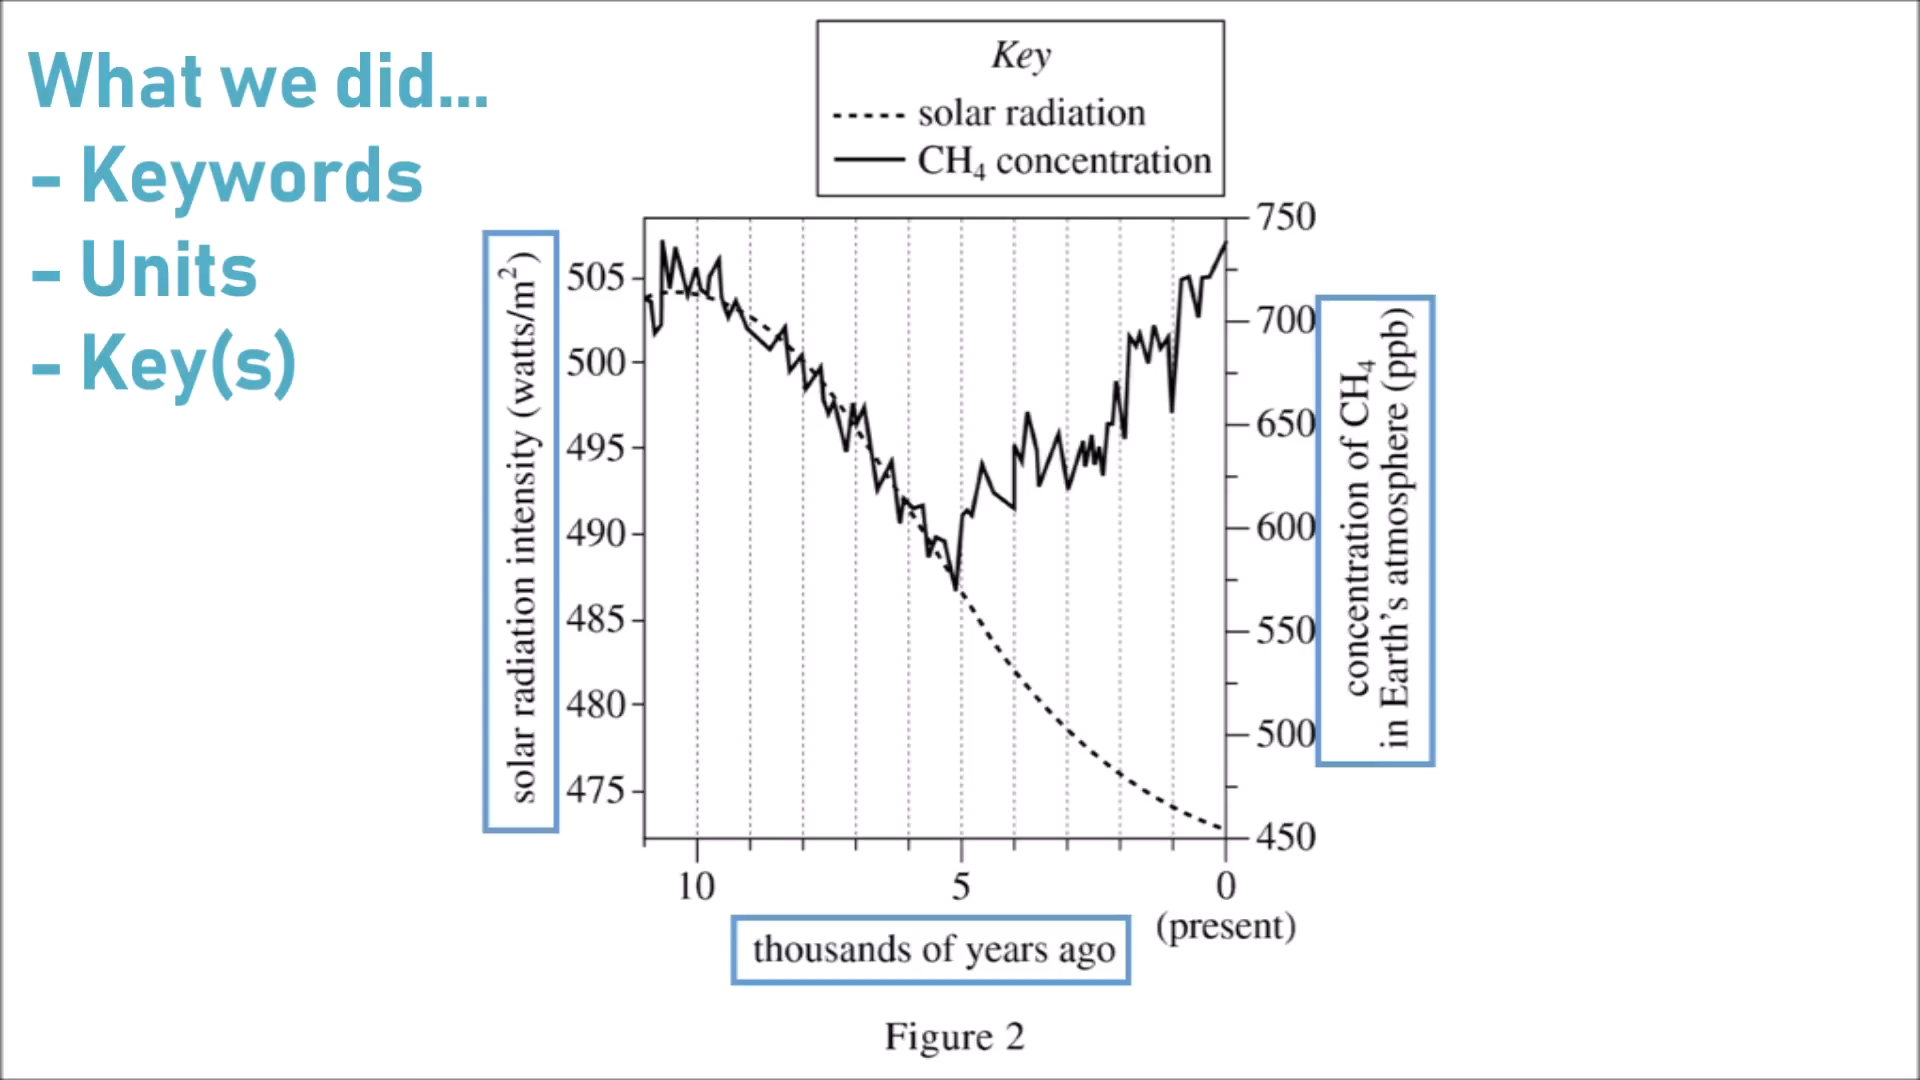 What we did...
- Keywords
- Units
- Key(s)
Key
solar radiation
CH₄ concentration
solar radiation intensity (watts/m²)
505
500
495
490
485
480
475
750
700
650
600
550
500
450
concentration of CH₄
in Earth's atmosphere (ppb)
10 5 0
(present)
thousands of years ago
Figure 2